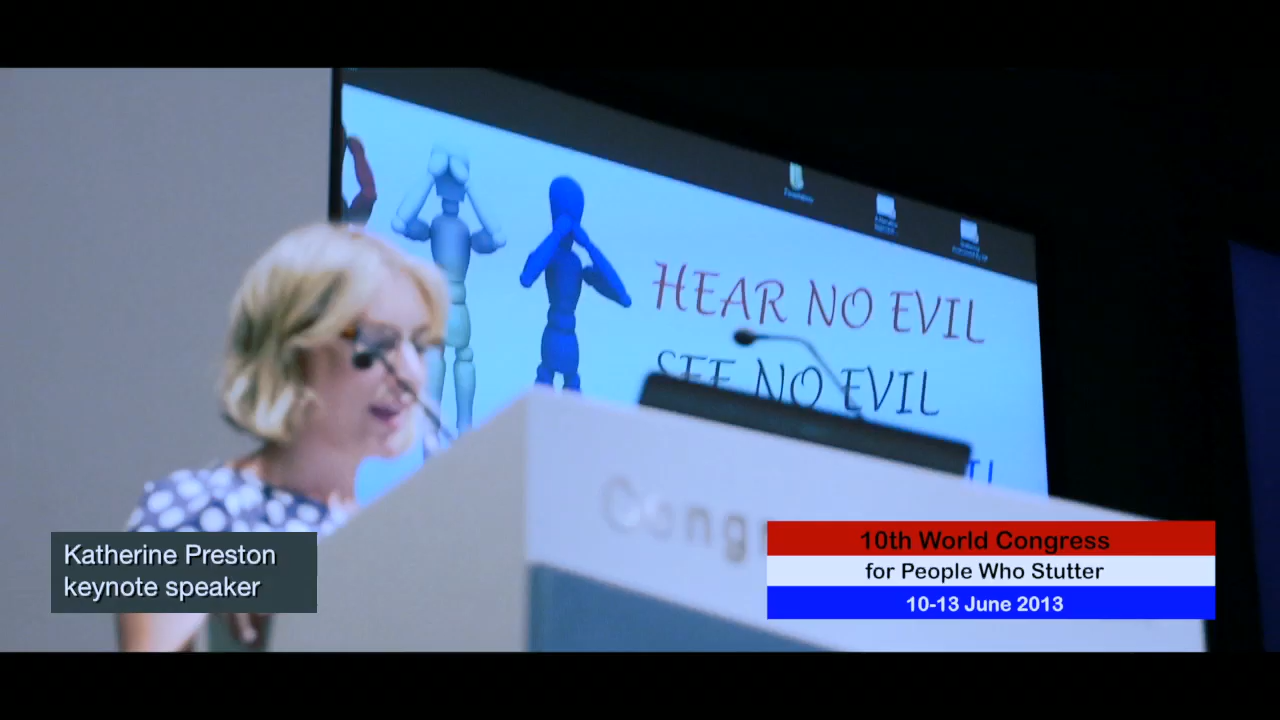 HEAR NO EVIL
SEE NO EVIL
Cong
Katherine Preston
keynote speaker
10th World Congress
for People Who Stutter
10-13 June 2013